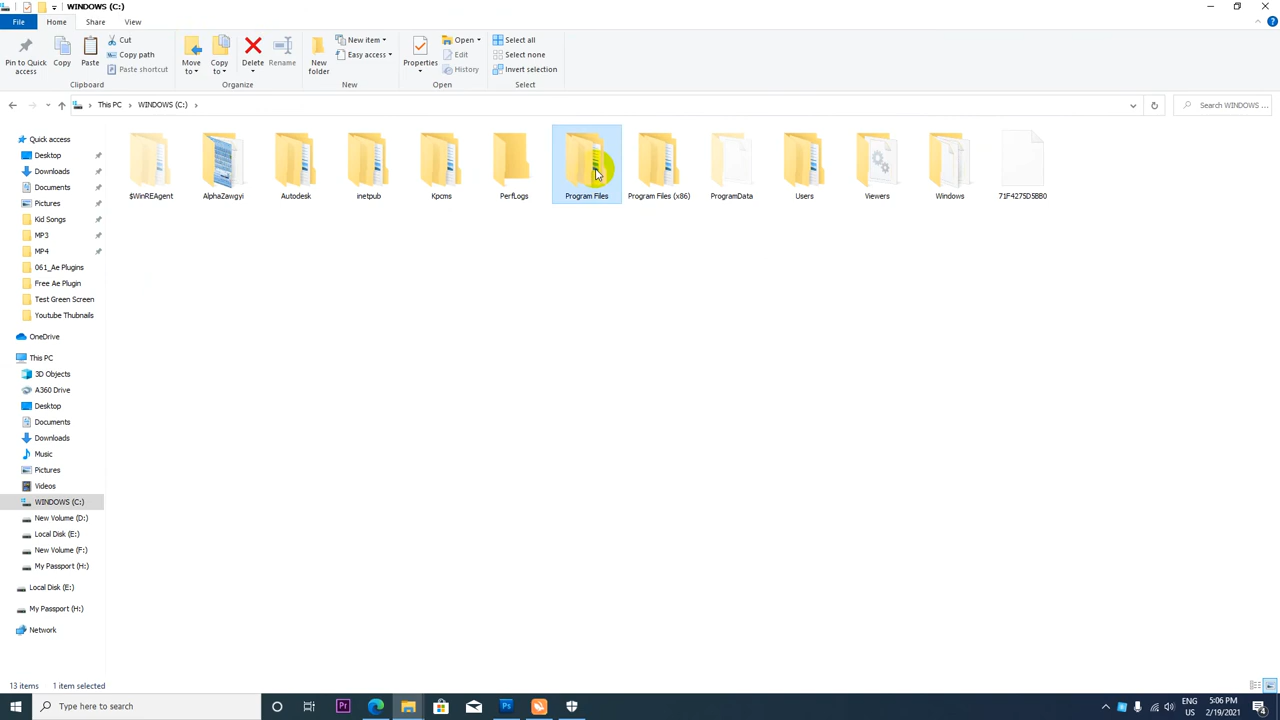 WINDOWS (C:)
File Home Share View
Pin to Quick access
Copy
Paste
Cut
Copy path
Paste shortcut
Clipboard
Move to
Copy to
Delete
Rename
Organize
New folder
New item
Easy access
New
Properties
Open
Edit
History
Open
Select all
Select none
Invert selection
Select
This PC WINDOWS (C:)
Search WINDOWS ...
$WinREAgent AlphaZawgyi Autodesk inetpub Kpcms PerfLogs Program Files Program Files (x86) ProgramData Users Viewers Windows 71F4275D5BB0
Quick access
Desktop
Downloads
Documents
Pictures
Kid Songs
MP3
MP4
061_Ae Plugins
Free Ae Plugin
Test Green Screen
Youtube Thubnails
OneDrive
This PC
3D Objects
A360 Drive
Desktop
Documents
Downloads
Music
Pictures
Videos
WINDOWS (C:)
New Volume (D:)
Local Disk (E:)
New Volume (F:)
My Passport (H:)
Local Disk (E:)
My Passport (H:)
Network
13 items 1 item selected
Type here to search
Pr
Ps
ENG
US
5:06 PM
2/19/2021